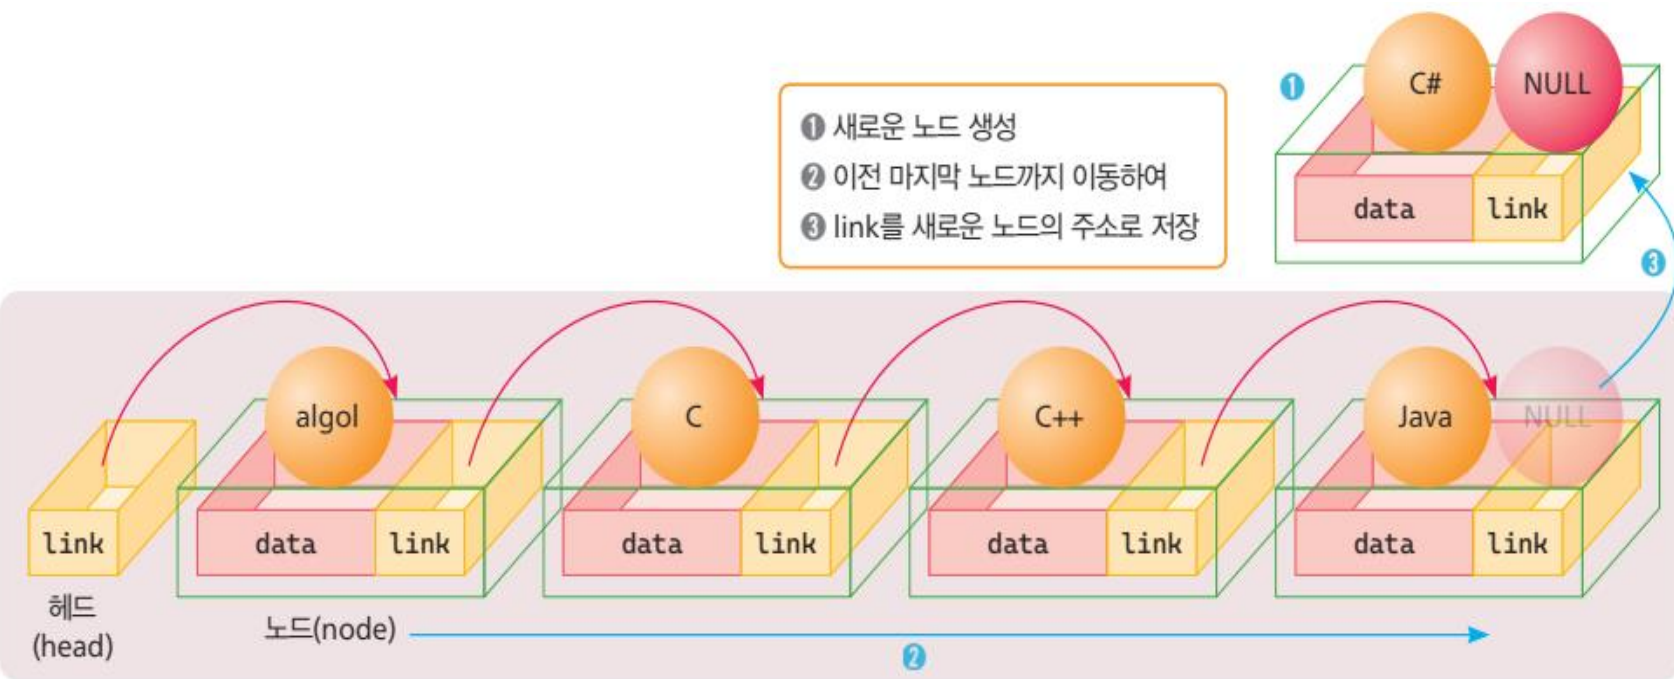 ❶ 새로운 노드 생성
❷ 이전 마지막 노드까지 이동하여
❸ link를 새로운 노드의 주소로 저장
❶
C# NULL
data link
❸
algol C C++ Java NULL
link data link data link data link data link
헤드
(head)
노드(node)
❷